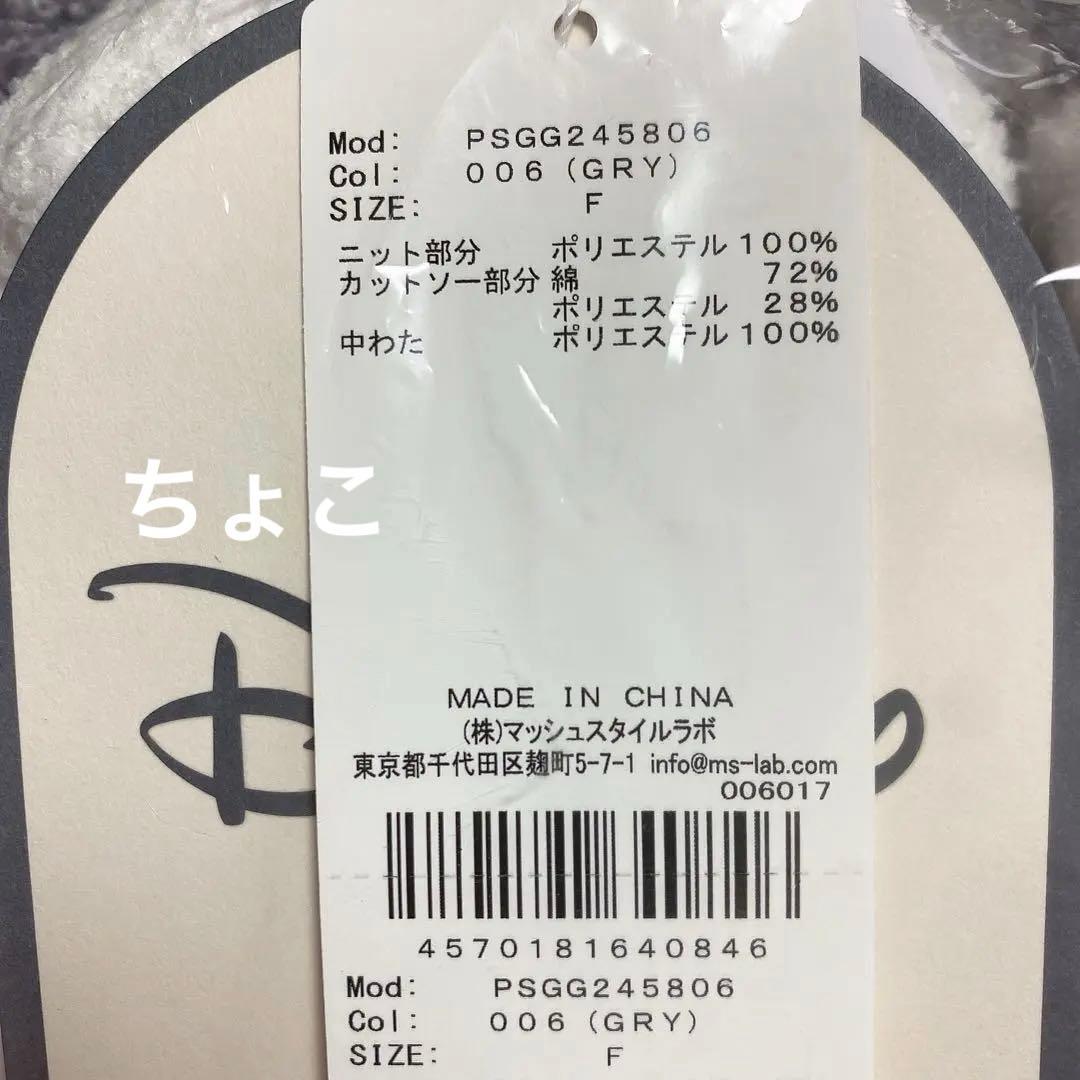 Mod: PSGG245806
Col: 006 (GRY)
SIZE: F
ニット部分 ポリエステル 100%
カットソー部分 綿 72%
ポリエステル 28%
中わた ポリエステル 100%
ちょこ
MADE IN CHINA
(株)マッシュスタイルラボ
東京都千代田区麹町5-7-1 info@ms-lab.com
006017
4570181640846
Mod: PSGG245806
Col: 006 (GRY)
SIZE: F